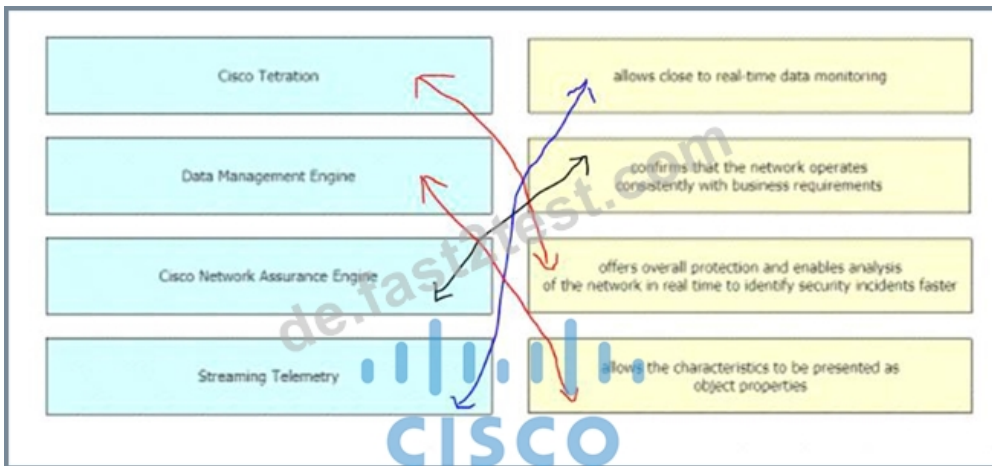 Cisco Tetration
allows close to real-time data monitoring
Data Management Engine
confirms that the network operates
consistently with business requirements
Cisco Network Assurance Engine
offers overall protection and enables analysis
of the network in real time to identify security incidents faster
Streaming Telemetry
allows the characteristics to be presented as
object properties
de.fast2test.com
CISCO